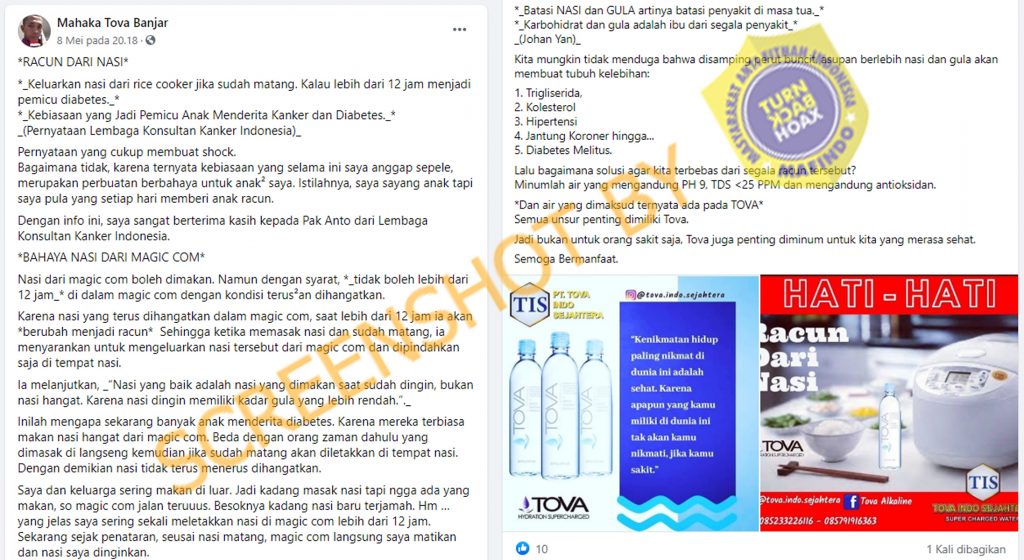 Mahaka Tova Banjar
8 Mei pada 20.18 ·
*RACUN DARI NASI*
*_Keluarkan nasi dari rice cooker jika sudah matang. Kalau lebih dari 12 jam menjadi
pemicu diabetes._*
*_Kebiasaan yang Jadi Pemicu Anak Menderita Kanker dan Diabetes._*
_(Pernyataan Lembaga Konsultan Kanker Indonesia)_
Pernyataan yang cukup membuat shock.
Bagaimana tidak, karena ternyata kebiasaan yang selama ini saya anggap sepele,
merupakan perbuatan berbahaya untuk anak² saya. Istilahnya, saya sayang anak tapi
saya pula yang setiap hari memberi anak racun.
Dengan info ini, saya sangat berterima kasih kepada Pak Anto dari Lembaga
Konsultan Kanker Indonesia.
*BAHAYA NASI DARI MAGIC COM*
Nasi dari magic com boleh dimakan. Namun dengan syarat, *_tidak boleh lebih dari
12 jam_* di dalam magic com dengan kondisi terus²an dihangatkan.
Karena nasi yang terus dihangatkan dalam magic com, saat lebih dari 12 jam ia akan
*berubah menjadi racun* Sehingga ketika memasak nasi dan sudah matang, ia
menyarankan untuk mengeluarkan nasi tersebut dari magic com dan dipindahkan
saja di tempat nasi.
Ia melanjutkan, _"Nasi yang baik adalah nasi yang dimakan saat sudah dingin, bukan
nasi hangat. Karena nasi dingin memiliki kadar gula yang lebih rendah."._
Inilah mengapa sekarang banyak anak menderita diabetes. Karena mereka terbiasa
makan nasi hangat dari magic com. Beda dengan orang zaman dahulu yang
dimasak di langseng kemudian jika sudah matang akan diletakkan di tempat nasi.
Dengan demikian nasi tidak terus menerus dihangatkan.
Saya dan keluarga sering makan di luar. Jadi kadang masak nasi tapi ngga ada yang
makan, so magic com jalan teruuus. Besoknya kadang nasi baru terjamah. Hm ...
yang jelas saya sering sekali meletakkan nasi di magic com lebih dari 12 jam.
Sekarang sejak penataran, seusai nasi matang, magic com langsung saya matikan
dan nasi saya dinginkan.
*_Batasi NASI dan GULA artinya batasi penyakit di masa tua._*
*_Karbohidrat dan gula adalah ibu dari segala penyakit_*
_(Johan Yan)_
Kita mungkin tidak menduga bahwa disamping perut buncit, asupan berlebih nasi dan gula akan
membuat tubuh kelebihan:
1. Trigliserida,
2. Kolesterol
3. Hipertensi
4. Jantung Koroner hingga...
5. Diabetes Melitus.
Lalu bagaimana solusi agar kita terbebas dari segala racun tersebut?
Minumlah air yang mengandung PH 9, TDS <25 PPM dan mengandung antioksidan.
*Dan air yang dimaksud ternyata ada pada TOVA*
Semua unsur penting dimiliki Tova.
Jadi bukan untuk orang sakit saja, Tova juga penting diminum untuk kita yang merasa sehat.
Semoga Bermanfaat.
MASYARAKAT ANTI FITNAH INDONESIA
TURN
BACK
HOAX
MAFINDO
SCREENSHOT BY
TIS
PT. TOVA
INDO
SEJAHTERA
@tova.indo.sejahtera
"Kenikmatan hidup
paling nikmat di
dunia ini adalah
sehat. Karena
apapun yang kamu
miliki di dunia ini
tak akan kamu
nikmati, jika kamu
sakit."
TOVA
TOVA
TOVA
TOVA
HYDRATION SUPERCHARGED
HATI - HATI
Racun
Dari
Nasi
TOVA
HYDRATION SUPERCHARGED
TIS
@tova.indo.sejahtera
Tova Alkaline
085233226116 - 085791916363
TOVA INDO SEJAHTERA
SUPER CHARGED WATER
10
1 Kali dibagikan